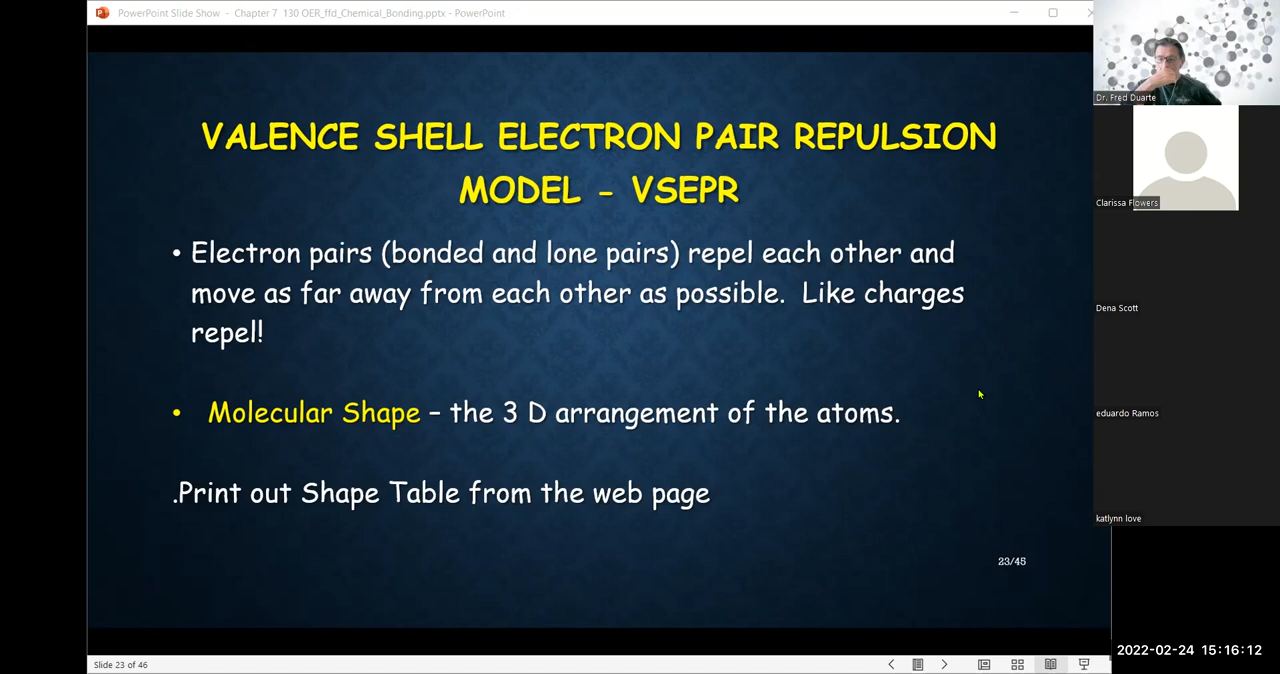 PowerPoint Slide Show - Chapter 7 130 OER_ffd_Chemical_Bonding.pptx - PowerPoint
VALENCE SHELL ELECTRON PAIR REPULSION
MODEL - VSEPR
• Electron pairs (bonded and lone pairs) repel each other and
move as far away from each other as possible. Like charges
repel!
• Molecular Shape – the 3 D arrangement of the atoms.
.Print out Shape Table from the web page
23/45
Slide 23 of 46
Dr. Fred Duarte
Clarissa Flowers
Dena Scott
eduardo Ramos
katlynn love
2022-02-24 15:16:12